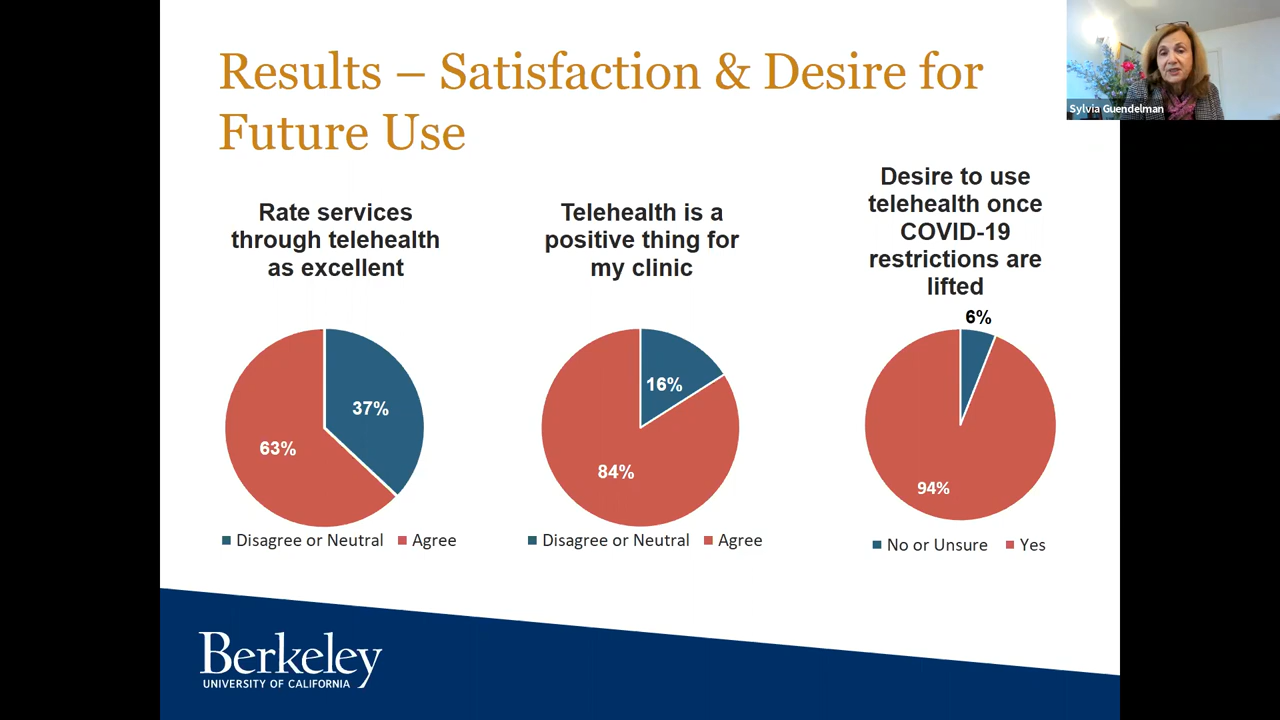 Results – Satisfaction & Desire for
Future Use
Sylvia Guendelman
Rate services
through telehealth
as excellent
37%
63%
Disagree or Neutral
Agree
Telehealth is a
positive thing for
my clinic
16%
84%
Disagree or Neutral
Agree
Desire to use
telehealth once
COVID-19
restrictions are
lifted
6%
94%
No or Unsure
Yes
Berkeley
UNIVERSITY OF CALIFORNIA